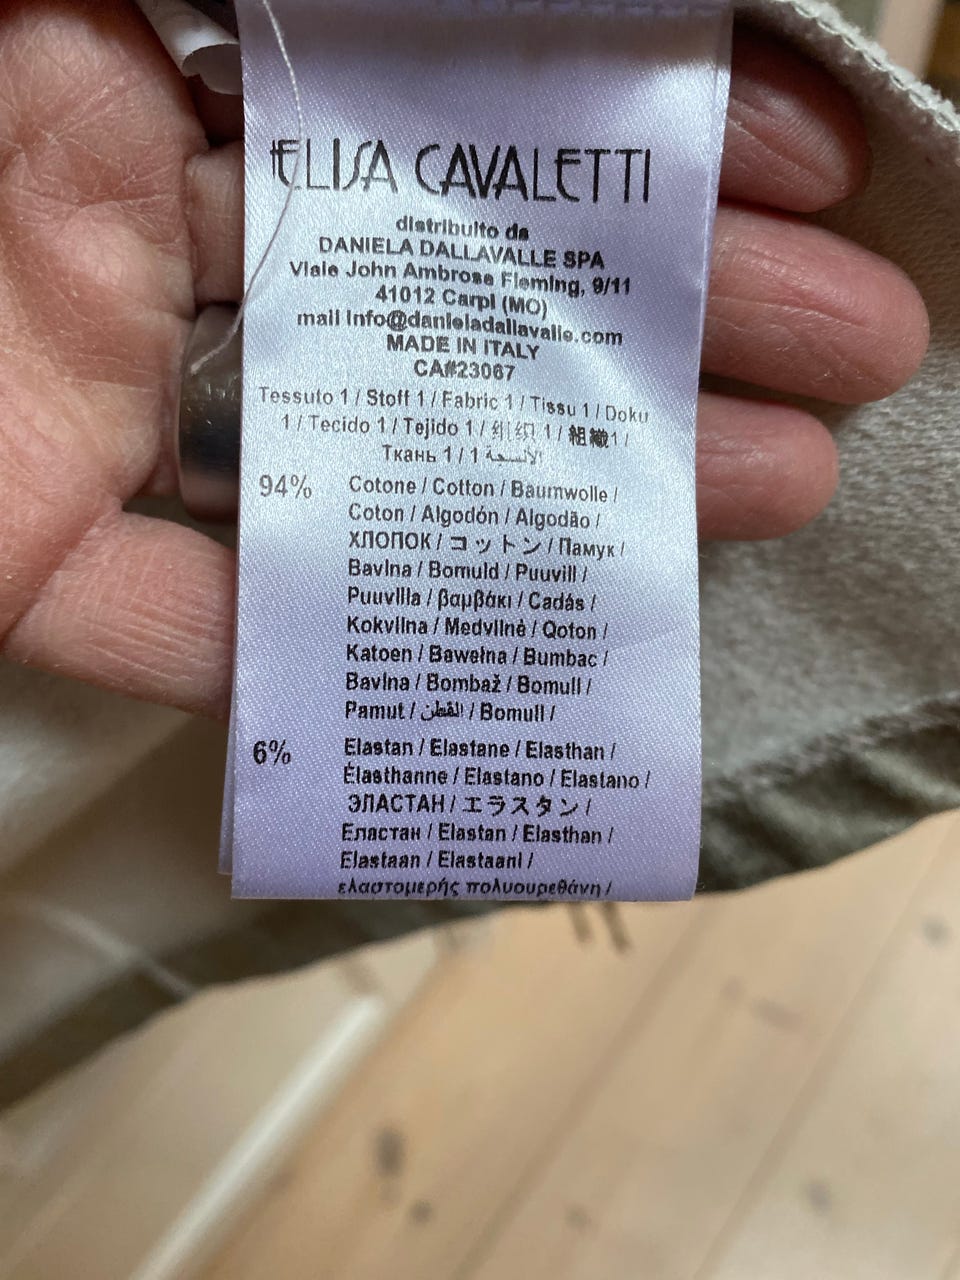 ELISA CAVALETTI
distribuito da
DANIELA DALLAVALLE SPA
Viale John Ambrose Fleming, 9/11
41012 Carpi (MO)
mail info@danieladallavalle.com
MADE IN ITALY
CA#23067
Tessuto 1 / Stoff 1 / Fabric 1 / Tissu 1 / Doku
1 / Tecido 1 / Tejido 1 / 组织 1 / 組織1 /
Ткань 1 / 1 الأنسجة
94% Cotone / Cotton / Baumwolle /
Coton / Algodón / Algodão /
ХЛОПОК / コットン / Памук /
Bavlna / Bomuld / Puuvill /
Puuvilla / βαμβάκι / Cadás /
Kokvilna / Medvilnė / Qoton /
Katoen / Bawełna / Bumbac /
Bavlna / Bombaž / Bomull /
Pamut / القطن / Bomull /
6% Elastan / Elastane / Elasthan /
Élasthanne / Elastano / Elastano /
ЭЛАСТАН / エラスタン /
Еластан / Elastan / Elasthan /
Elastaan / Elastaani /
ελαστομερής πολυουρεθάνη /